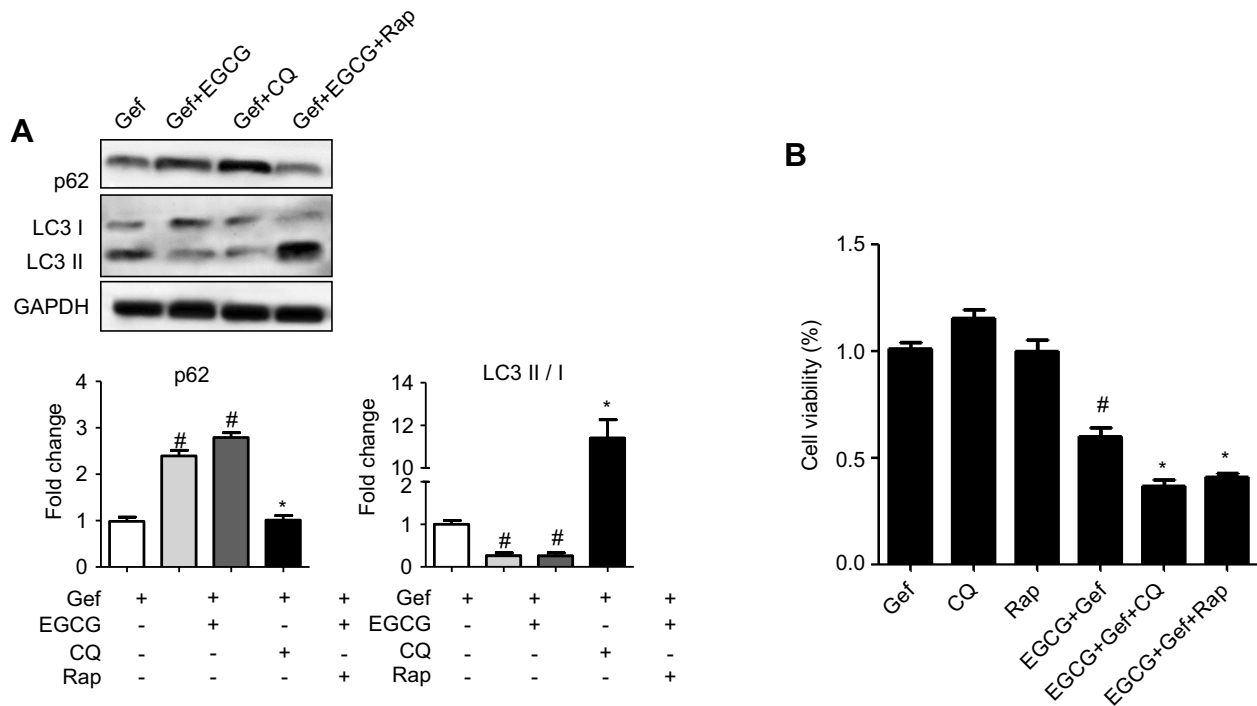 Gef
Gef+EGCG
Gef+CQ
Gef+EGCG+Rap
A
p62
LC3 I
LC3 II
GAPDH
p62
Fold change
4
3
2
1
0
#
#
*
Gef + + + +
EGCG - + - +
CQ - - + -
Rap - - - +
LC3 II / I
Fold change
14
12
10
2
1
0
#
#
*
Gef + + + +
EGCG - + - +
CQ - - + -
Rap - - - +
B
Cell viability (%)
1.5
1.0
0.5
0.0
#
*
*
Gef
CQ
Rap
EGCG+Gef
EGCG+Gef+CQ
EGCG+Gef+Rap